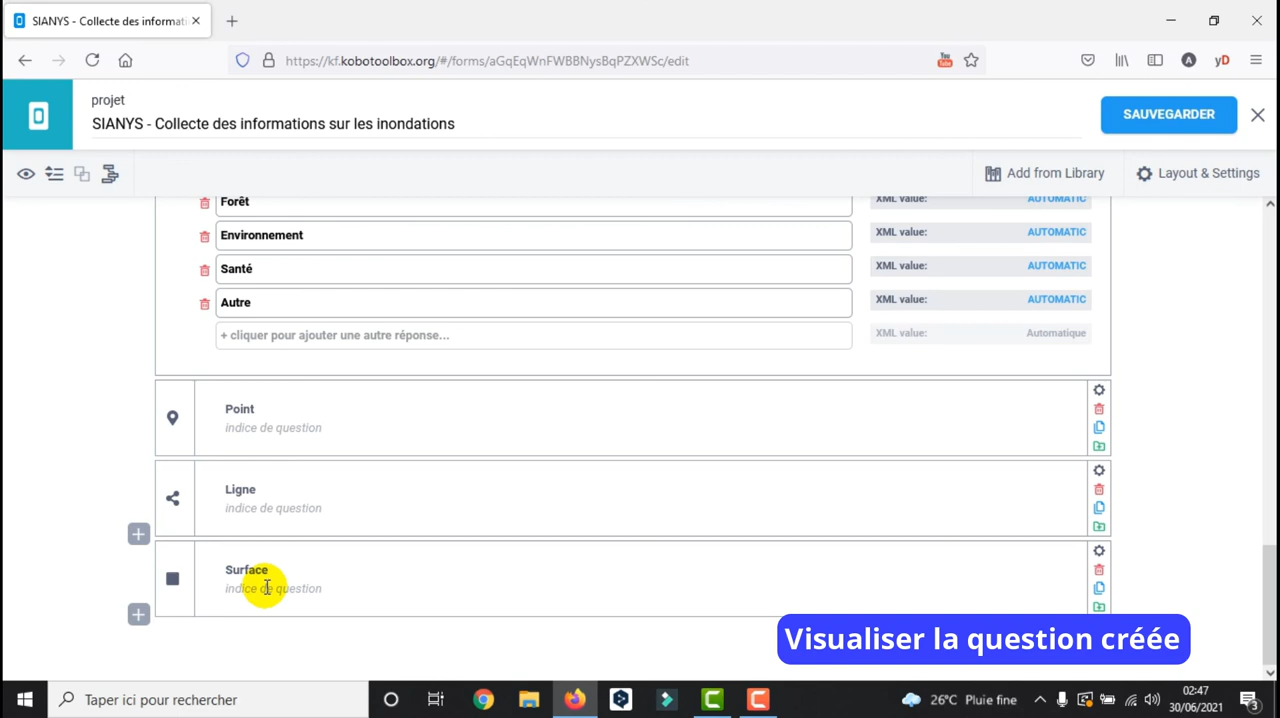 SIANYS - Collecte des informati
https://kf.kobotoolbox.org/#/forms/aGqEqWnFWBBNysBqPZXWSc/edit
You Tube
A
yD
projet
SIANYS - Collecte des informations sur les inondations
SAUVEGARDER
Add from Library
Layout & Settings
Forêt
XML value: AUTOMATIC
Environnement
XML value: AUTOMATIC
Santé
XML value: AUTOMATIC
Autre
XML value: AUTOMATIC
+ cliquer pour ajouter une autre réponse...
XML value: Automatique
Point
indice de question
Ligne
indice de question
Surface
indice de question
Visualiser la question créée
Taper ici pour rechercher
26°C Pluie fine
02:47
30/06/2021
3